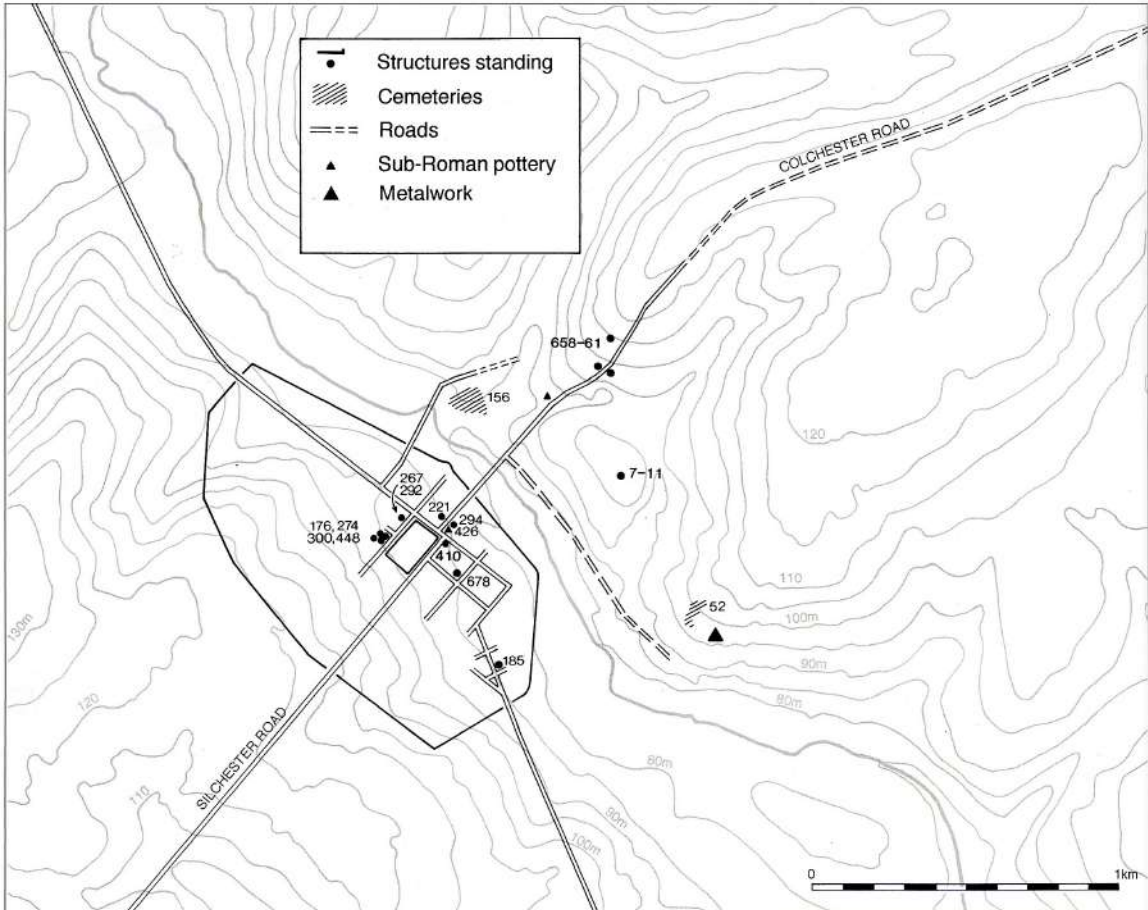 Structures standing
Cemeteries
Roads
Sub-Roman pottery
Metalwork
COLCHESTER ROAD
658-61
156
120
7-11
267
292
221
176, 274
300,448
294
426
410
678
110
52
100m
90m
80m
185
130m
120
SILCHESTER ROAD
110
80m
90m
100m
0
1km